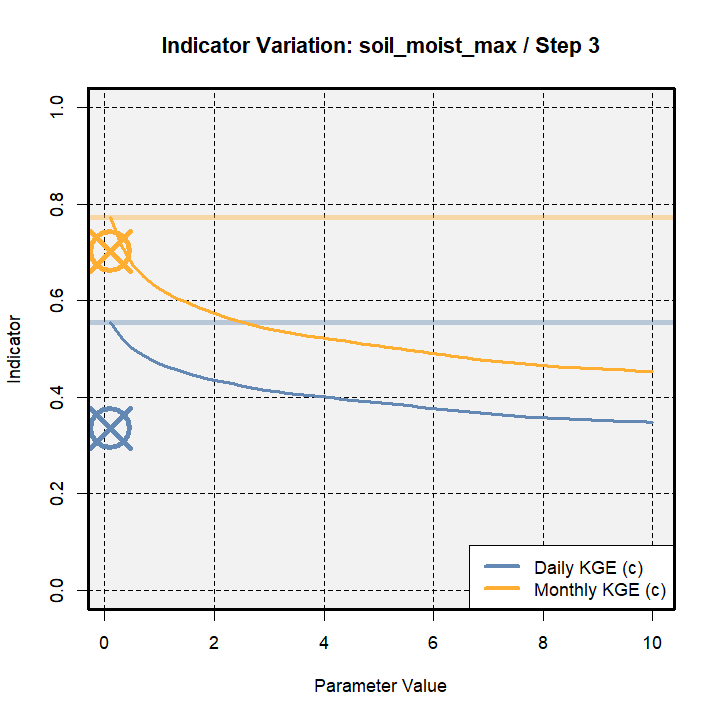 Indicator Variation: soil_moist_max / Step 3
Indicator
1.0
0.8
0.6
0.4
0.2
0.0
Daily KGE (c)
Monthly KGE (c)
0 2 4 6 8 10
Parameter Value